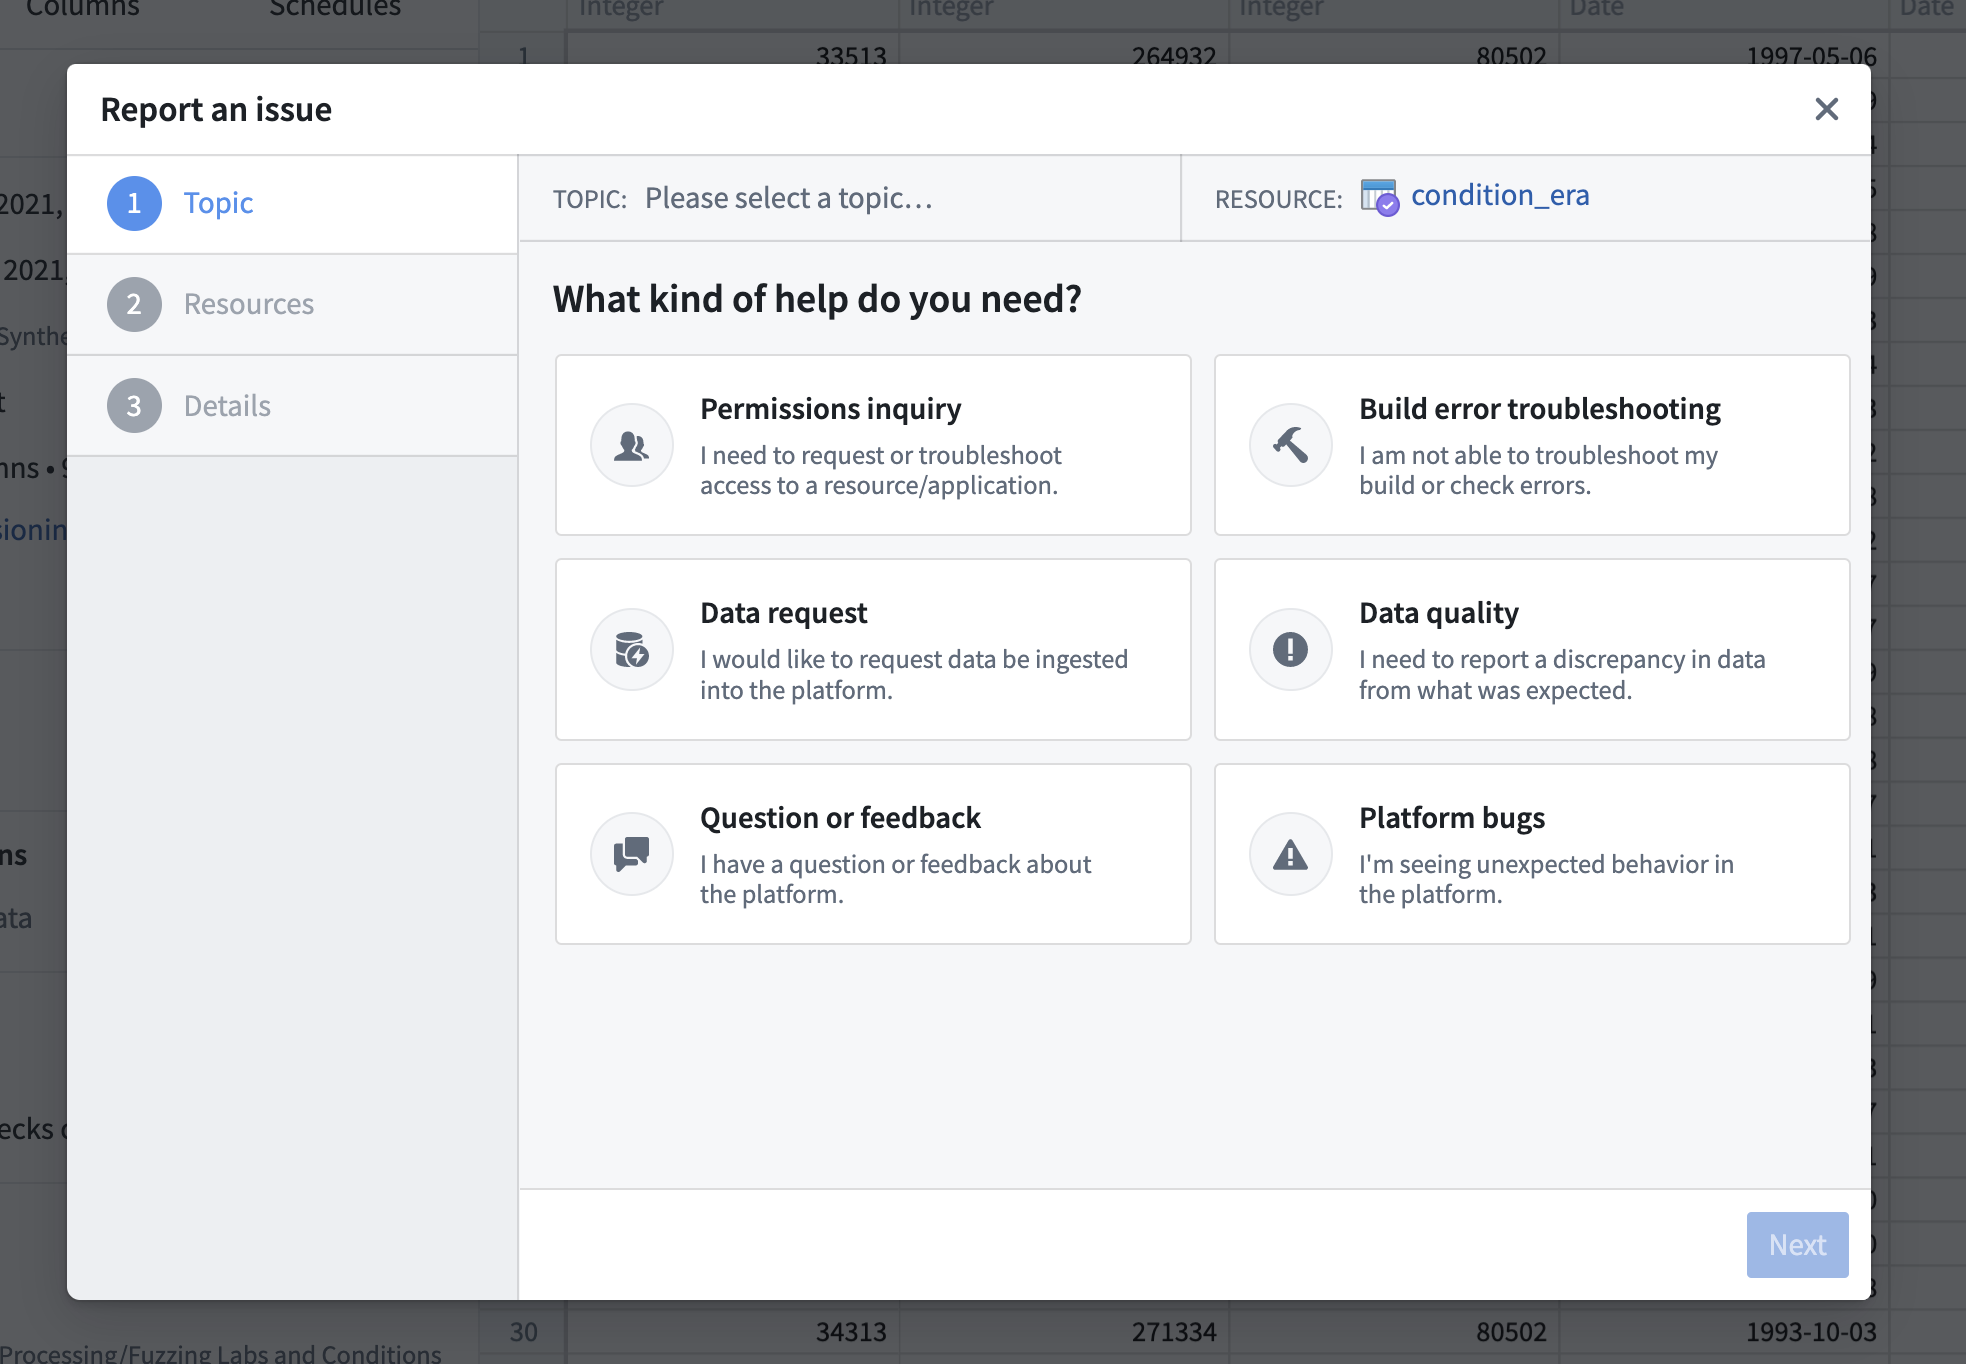 Columns
Schedules
Integer
Integer
Integer
Date
Date
1
33513
264932
80502
1997-05-06
Report an issue
1
Topic
TOPIC: Please select a topic…
RESOURCE:
condition_era
2021,
2021,
2
Resources
3
Details
What kind of help do you need?
Permissions inquiry
I need to request or troubleshoot
access to a resource/application.
Build error troubleshooting
I am not able to troubleshoot my
build or check errors.
Data request
I would like to request data be ingested
into the platform.
Data quality
I need to report a discrepancy in data
from what was expected.
Question or feedback
I have a question or feedback about
the platform.
Platform bugs
I'm seeing unexpected behavior in
the platform.
Next
30
34313
271334
80502
1993-10-03
Processing/Fuzzing Labs and Conditions